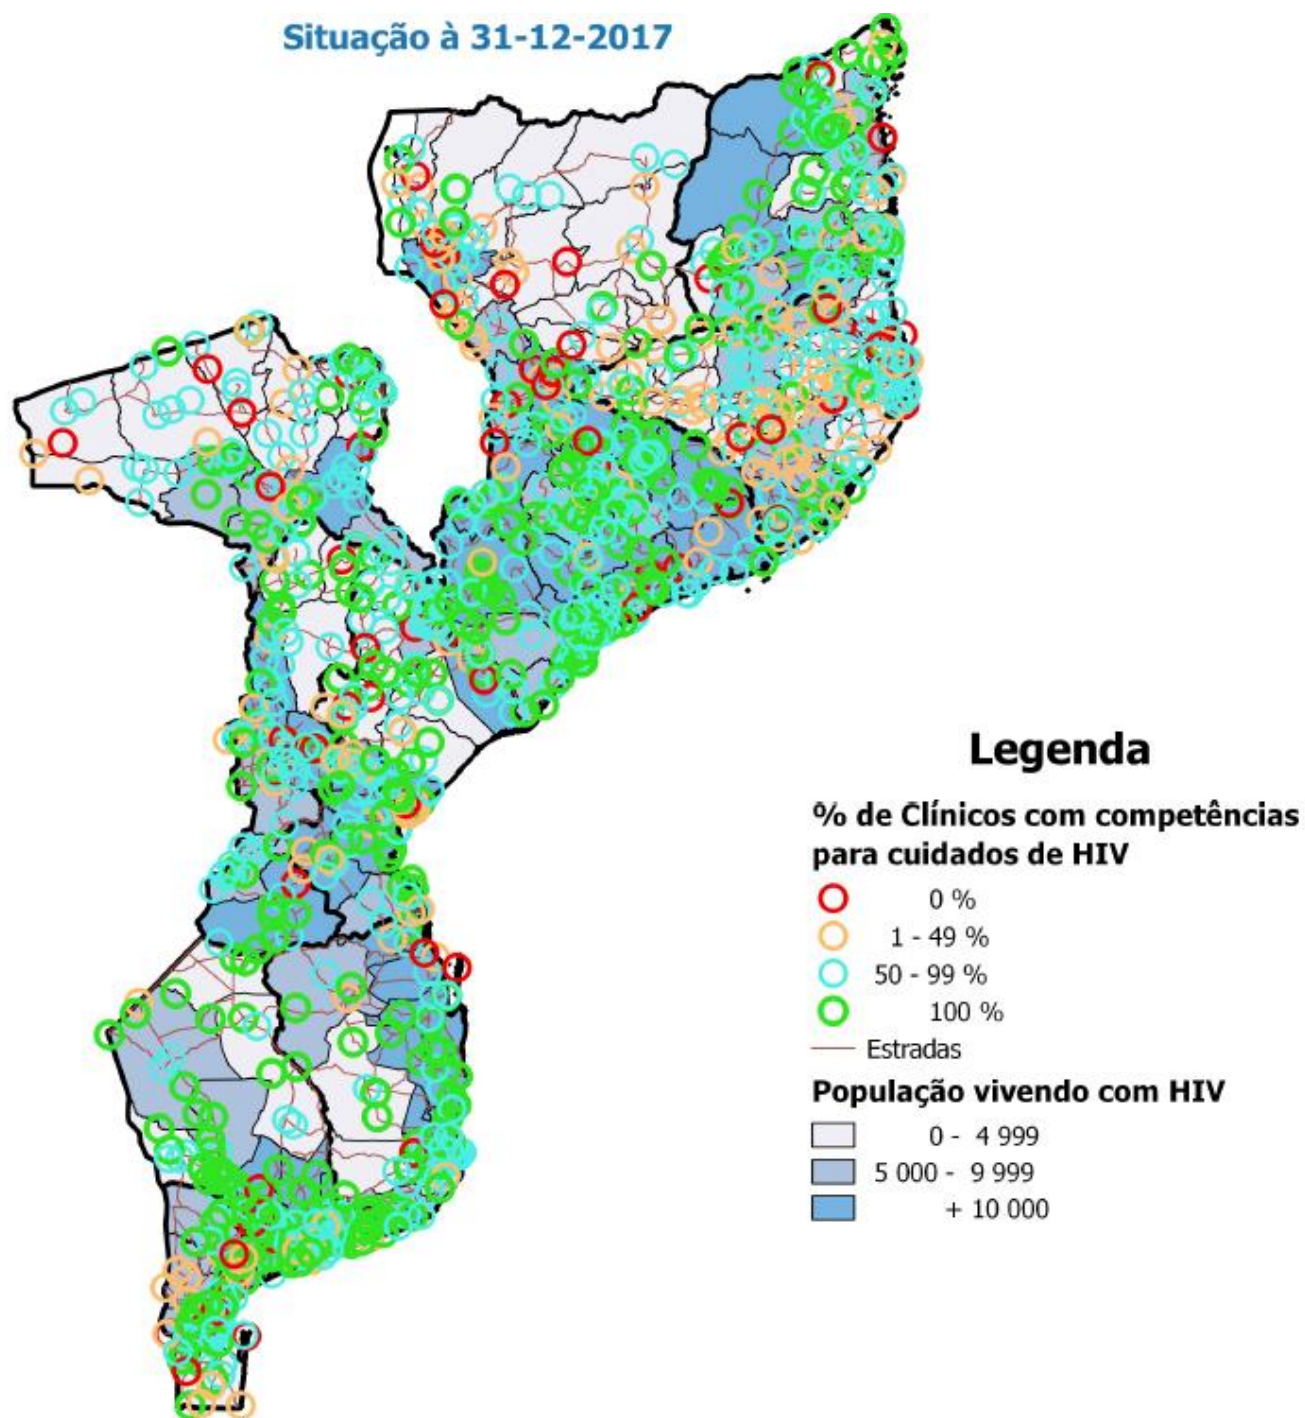 Situação à 31-12-2017
Legenda
% de Clínicos com competências
para cuidados de HIV
0 %
1 - 49 %
50 - 99 %
100 %
Estradas
População vivendo com HIV
0 - 4 999
5 000 - 9 999
+ 10 000